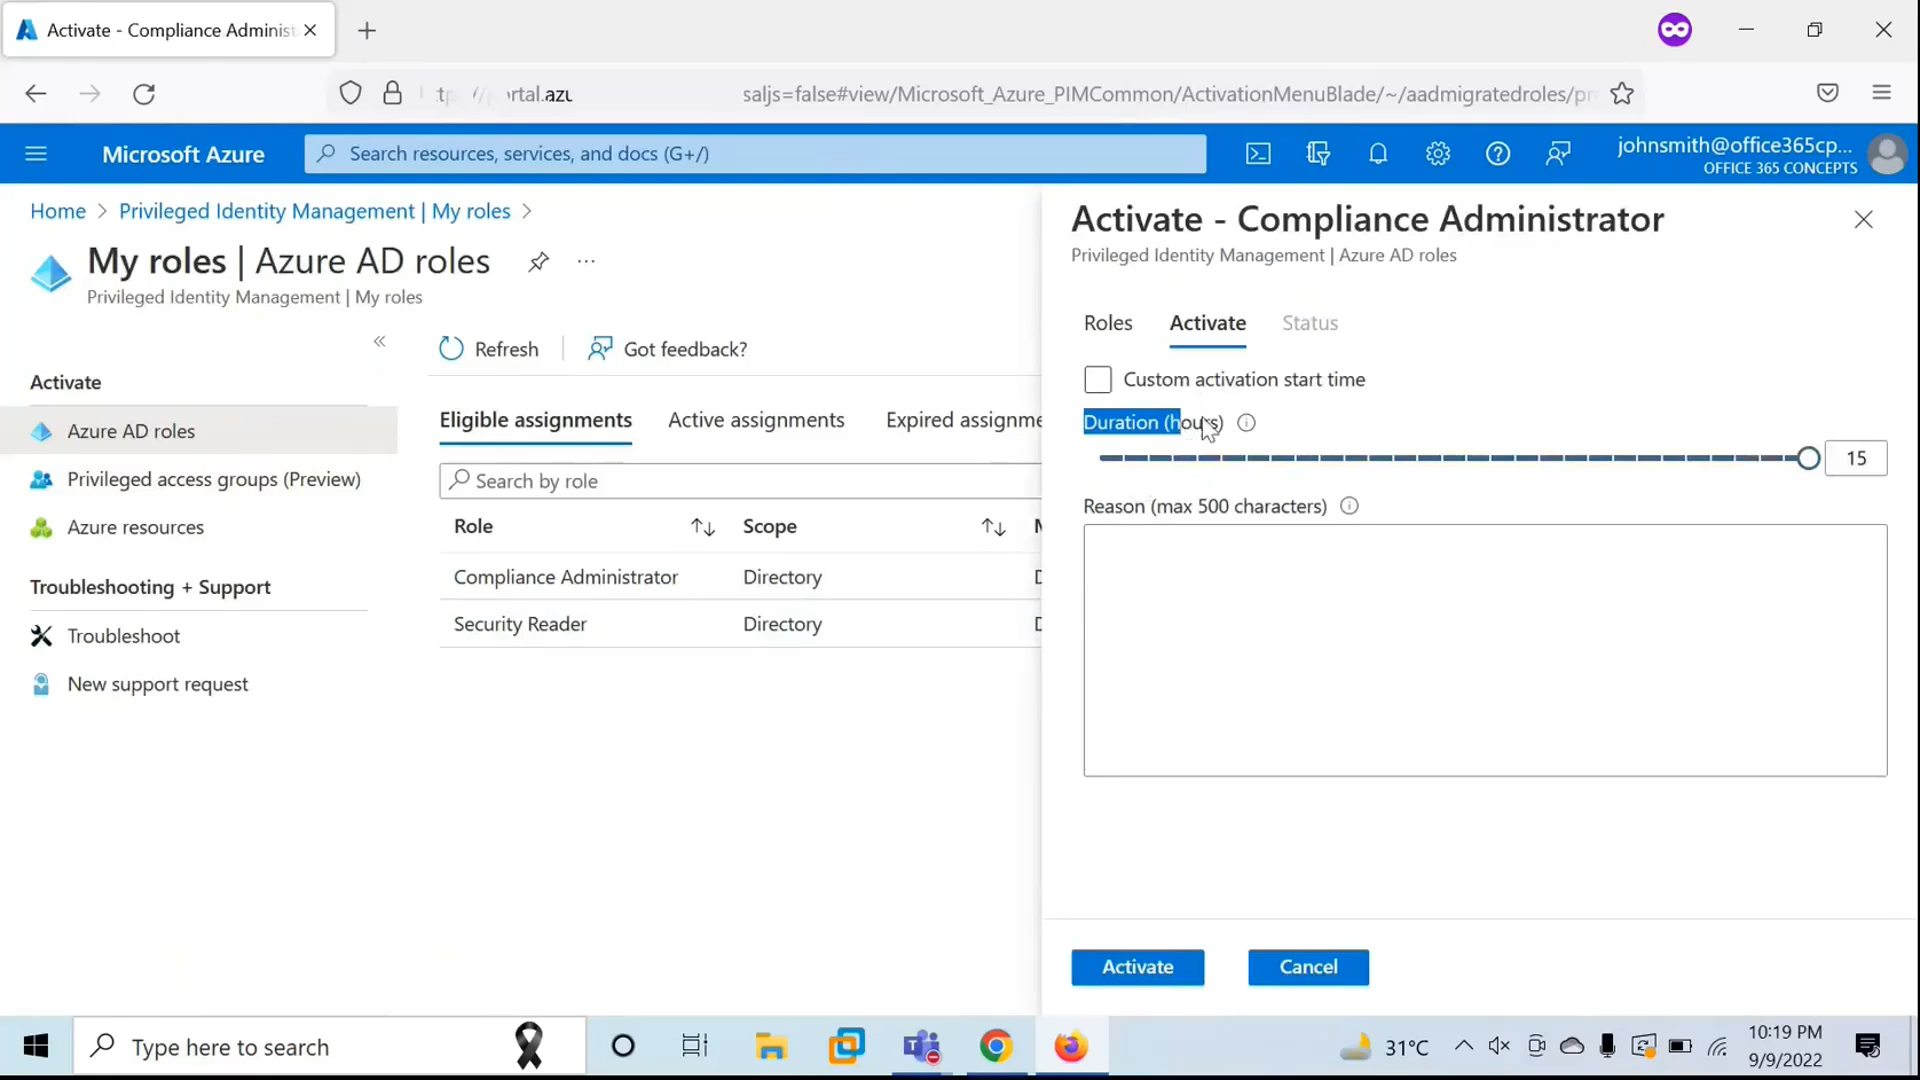 Activate - Compliance Administ
portal.azu saljs=false#view/Microsoft_Azure_PIMCommon/ActivationMenuBlade/~/aadmigratedroles/pr
Microsoft Azure
Search resources, services, and docs (G+/)
johnsmith@office365cp...
OFFICE 365 CONCEPTS
Home > Privileged Identity Management | My roles >
My roles | Azure AD roles
Privileged Identity Management | My roles
Activate
Azure AD roles
Privileged access groups (Preview)
Azure resources
Troubleshooting + Support
Troubleshoot
New support request
Refresh
Got feedback?
Eligible assignments
Active assignments
Expired assignme
Search by role
Role Scope
Compliance Administrator Directory
Security Reader Directory
Activate - Compliance Administrator
Privileged Identity Management | Azure AD roles
Roles Activate Status
Custom activation start time
Duration (hours)
15
Reason (max 500 characters)
Activate
Cancel
Type here to search
31°C
10:19 PM
9/9/2022